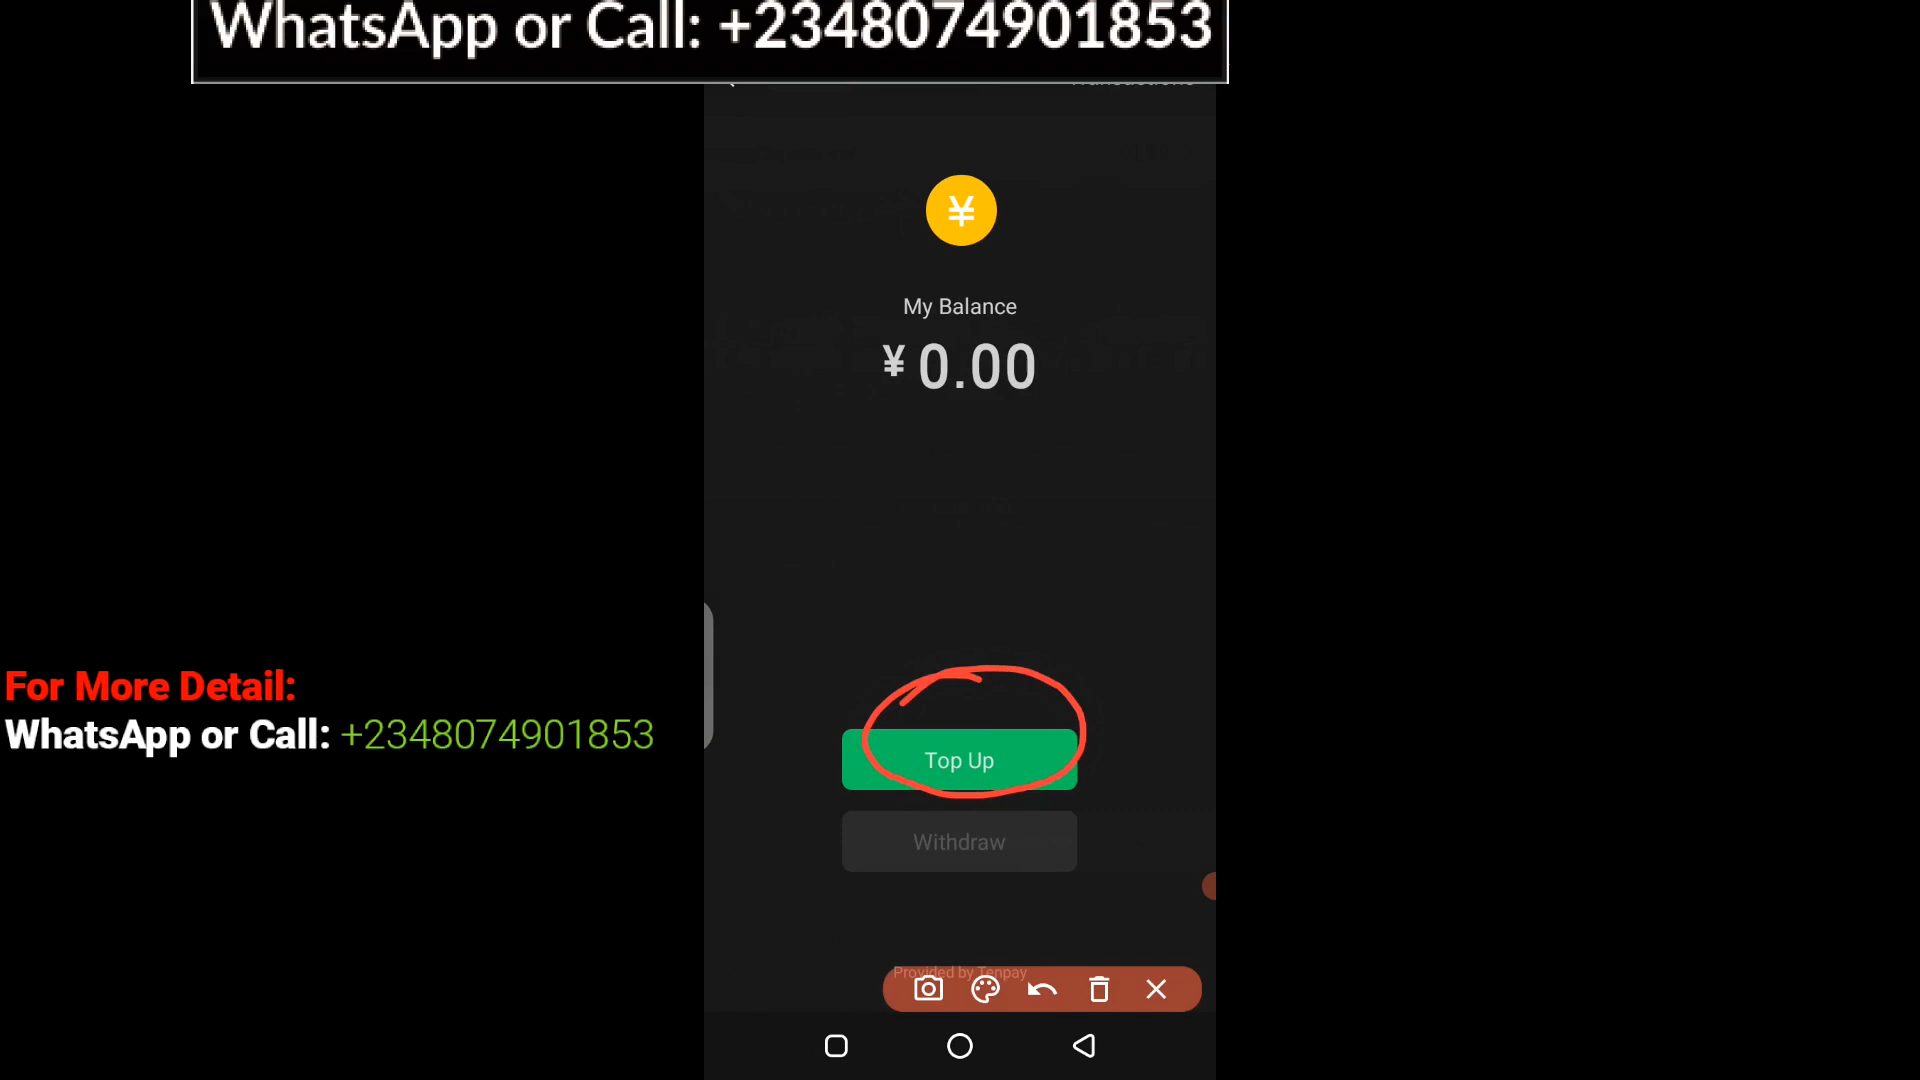 WhatsApp or Call: +2348074901853
¥
My Balance
¥ 0.00
For More Detail:
WhatsApp or Call: +2348074901853
Top Up
Withdraw
Provided by Tenpay